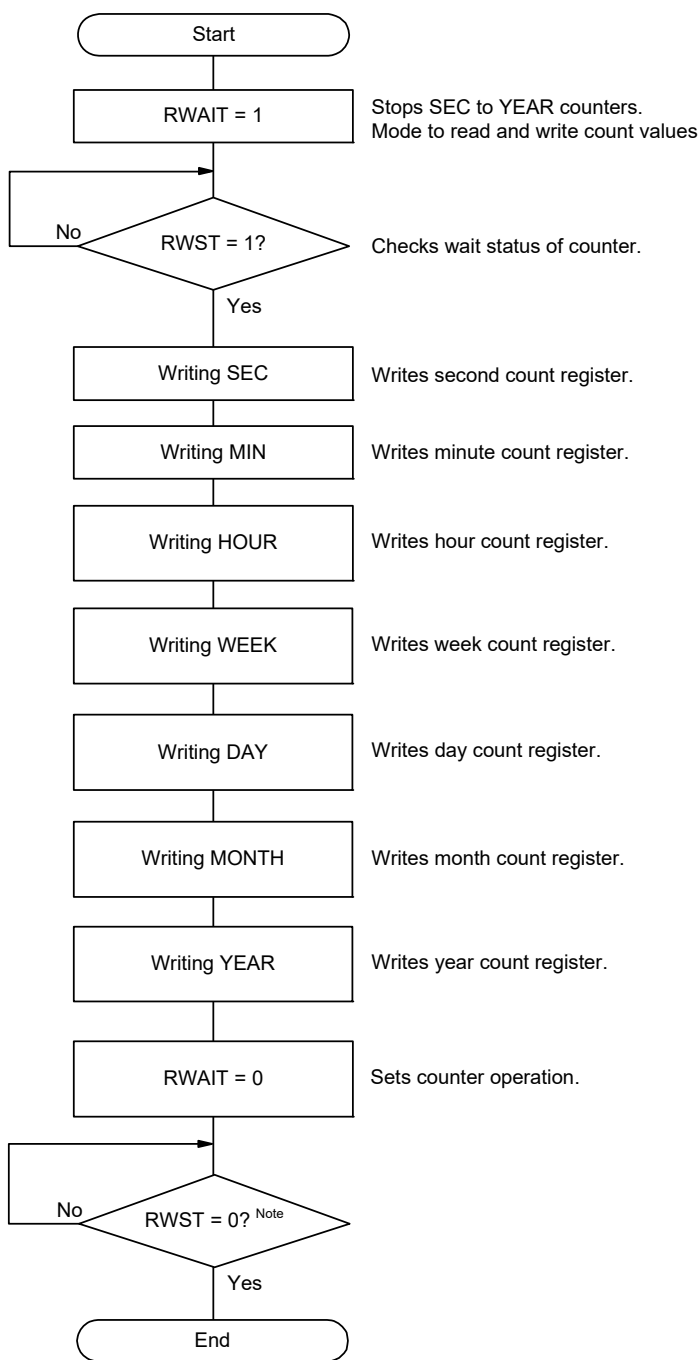 Start
RWAIT = 1
Stops SEC to YEAR counters.
Mode to read and write count values
No
RWST = 1?
Checks wait status of counter.
Yes
Writing SEC
Writes second count register.
Writing MIN
Writes minute count register.
Writing HOUR
Writes hour count register.
Writing WEEK
Writes week count register.
Writing DAY
Writes day count register.
Writing MONTH
Writes month count register.
Writing YEAR
Writes year count register.
RWAIT = 0
Sets counter operation.
No
RWST = 0? Note
Yes
End